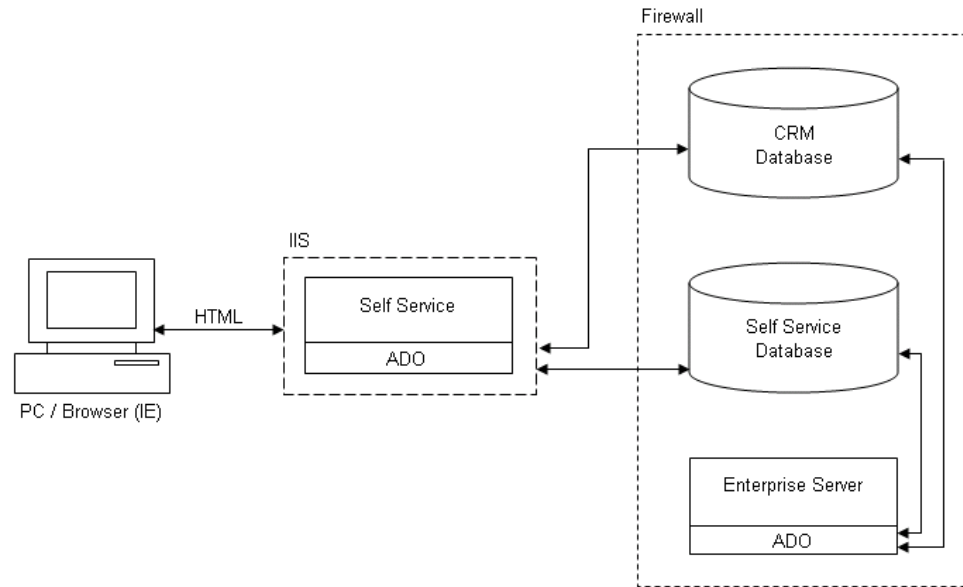 Firewall
CRM
Database
IIS
Self Service
ADO
HTML
Self Service
Database
PC / Browser (IE)
Enterprise Server
ADO